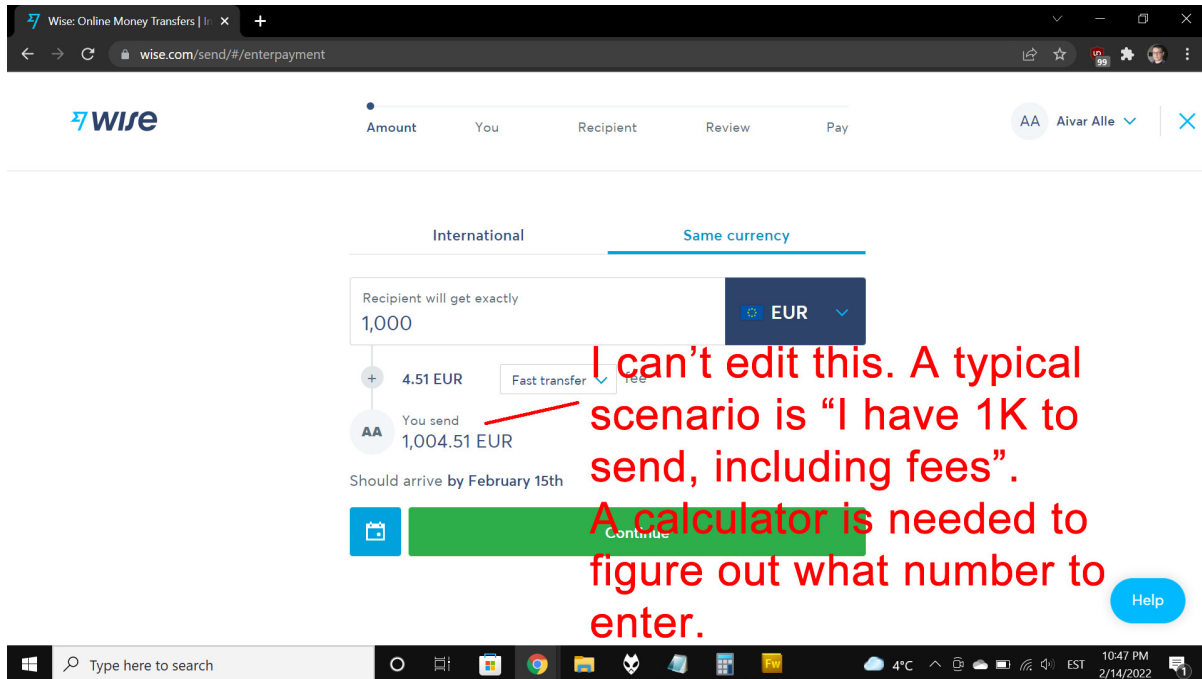 Wise: Online Money Transfers | In
wise.com/send/#/enterpayment
99
wise
Amount
You
Recipient
Review
Pay
AA Aivar Alle
International
Same currency
Recipient will get exactly
1,000
EUR
+ 4.51 EUR
Fast transfer
fee
AA
You send
1,004.51 EUR
Should arrive by February 15th
Continue
I can’t edit this. A typical
scenario is “I have 1K to
send, including fees”.
A calculator is needed to
figure out what number to
enter.
Help
Type here to search
Fw
4°C
EST
10:47 PM
2/14/2022
1